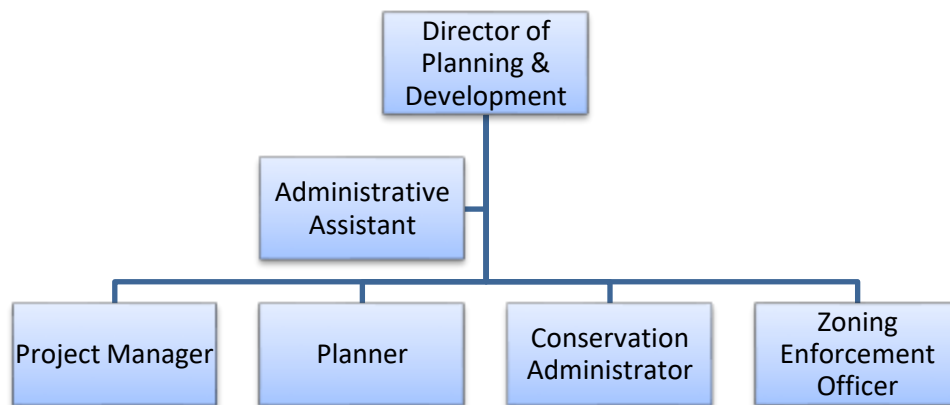 Director of
Planning &
Development
Administrative
Assistant
Project Manager
Planner
Conservation
Administrator
Zoning
Enforcement
Officer